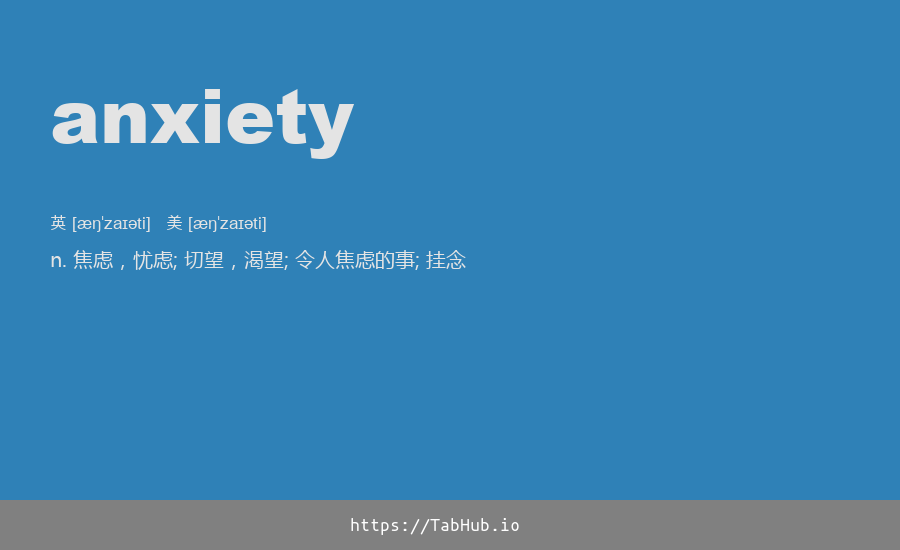 anxiety
英 [æŋˈzaɪəti] 美 [æŋˈzaɪəti]
n. 焦虑，忧虑; 切望，渴望; 令人焦虑的事; 挂念
https://TabHub.io